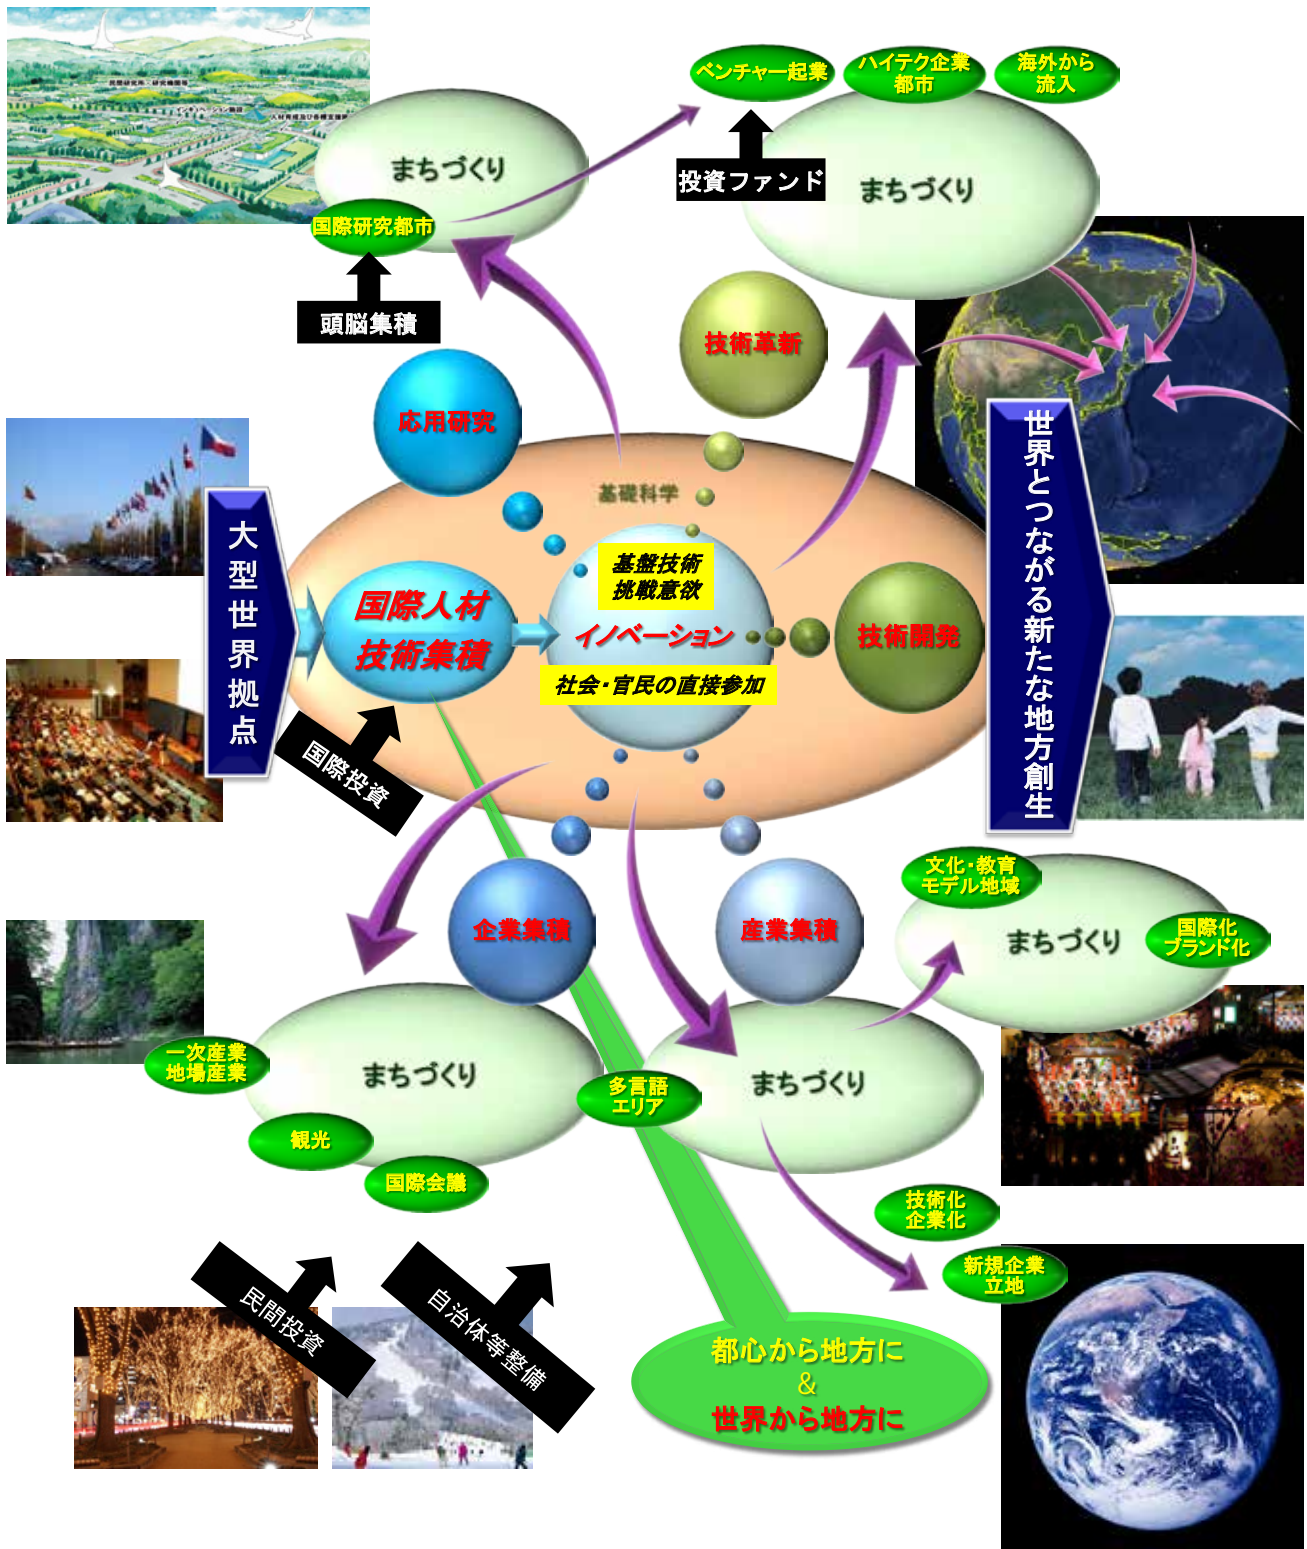 民間研究所・研究機関等
ベンチャー起業
ハイテク企業
都市
海外から
流入
まちづくり
投資ファンド
まちづくり
国際研究都市
頭脳集積
技術革新
応用研究
基礎科学
大型世界拠点
世界とつながる新たな地方創生
基盤技術
挑戦意欲
国際人材
技術集積
イノベーション
技術開発
社会・官民の直接参加
国際投資
企業集積
産業集積
文化・教育
モデル地域
まちづくり
国際化
ブランド化
一次産業
地場産業
まちづくり
多言語
エリア
まちづくり
観光
国際会議
技術化
企業化
新規企業
立地
民間投資
自治体等整備
都心から地方に
&
世界から地方に